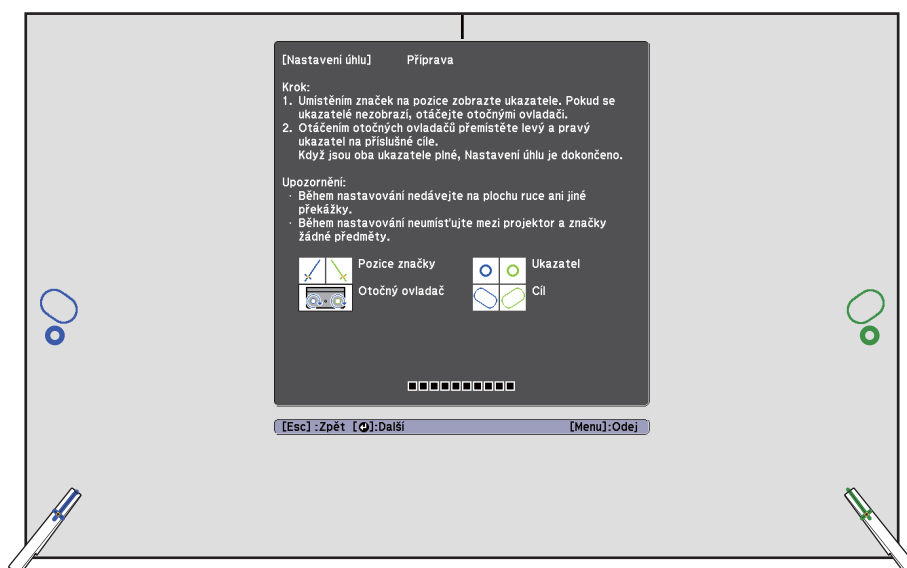 [Nastavení úhlu] Příprava
Krok:
1. Umístěním značek na pozice zobrazte ukazatele. Pokud se
ukazatelé nezobrazí, otáčejte otočnými ovladači.
2. Otáčením otočných ovladačů přemístěte levý a pravý
ukazatel na příslušné cíle.
Když jsou oba ukazatele plné, Nastavení úhlu je dokončeno.
Upozornění:
· Během nastavování nedávejte na plochu ruce ani jiné
překážky.
· Během nastavování neumísťujte mezi projektor a značky
žádné předměty.
Pozice značky
Ukazatel
Otočný ovladač
Cíl
[Esc] :Zpět [↵]:Další [Menu]:Odej